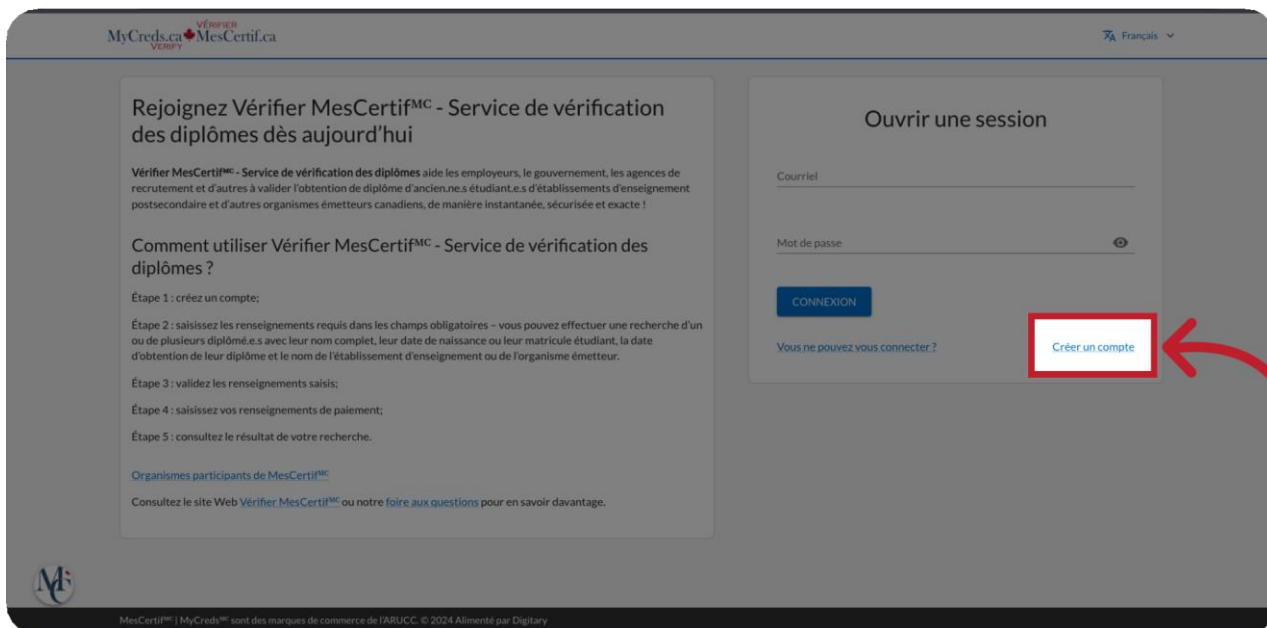 VÉRIFIER
MyCreds.ca MesCertif.ca
VERIFY
Français
Rejoignez Vérifier MesCertifᴹᶜ - Service de vérification
des diplômes dès aujourd'hui
Vérifier MesCertifᴹᶜ - Service de vérification des diplômes aide les employeurs, le gouvernement, les agences de
recrutement et d'autres à valider l'obtention de diplôme d'ancien.ne.s étudiant.e.s d'établissements d'enseignement
postsecondaire et d'autres organismes émetteurs canadiens, de manière instantanée, sécurisée et exacte !
Comment utiliser Vérifier MesCertifᴹᶜ - Service de vérification des
diplômes ?
Étape 1 : créez un compte;
Étape 2 : saisissez les renseignements requis dans les champs obligatoires – vous pouvez effectuer une recherche d'un
ou de plusieurs diplômé.e.s avec leur nom complet, leur date de naissance ou leur matricule étudiant, la date
d'obtention de leur diplôme et le nom de l'établissement d'enseignement ou de l'organisme émetteur.
Étape 3 : validez les renseignements saisis;
Étape 4 : saisissez vos renseignements de paiement;
Étape 5 : consultez le résultat de votre recherche.
Organismes participants de MesCertifᴹᶜ
Consultez le site Web Vérifier MesCertifᴹᶜ ou notre foire aux questions pour en savoir davantage.
Ouvrir une session
Courriel
Mot de passe
CONNEXION
Vous ne pouvez vous connecter ?
Créer un compte
MesCertifᴹᶜ | MyCredsᴹᶜ sont des marques de commerce de l'ARUCC. © 2024 Alimenté par Digitary